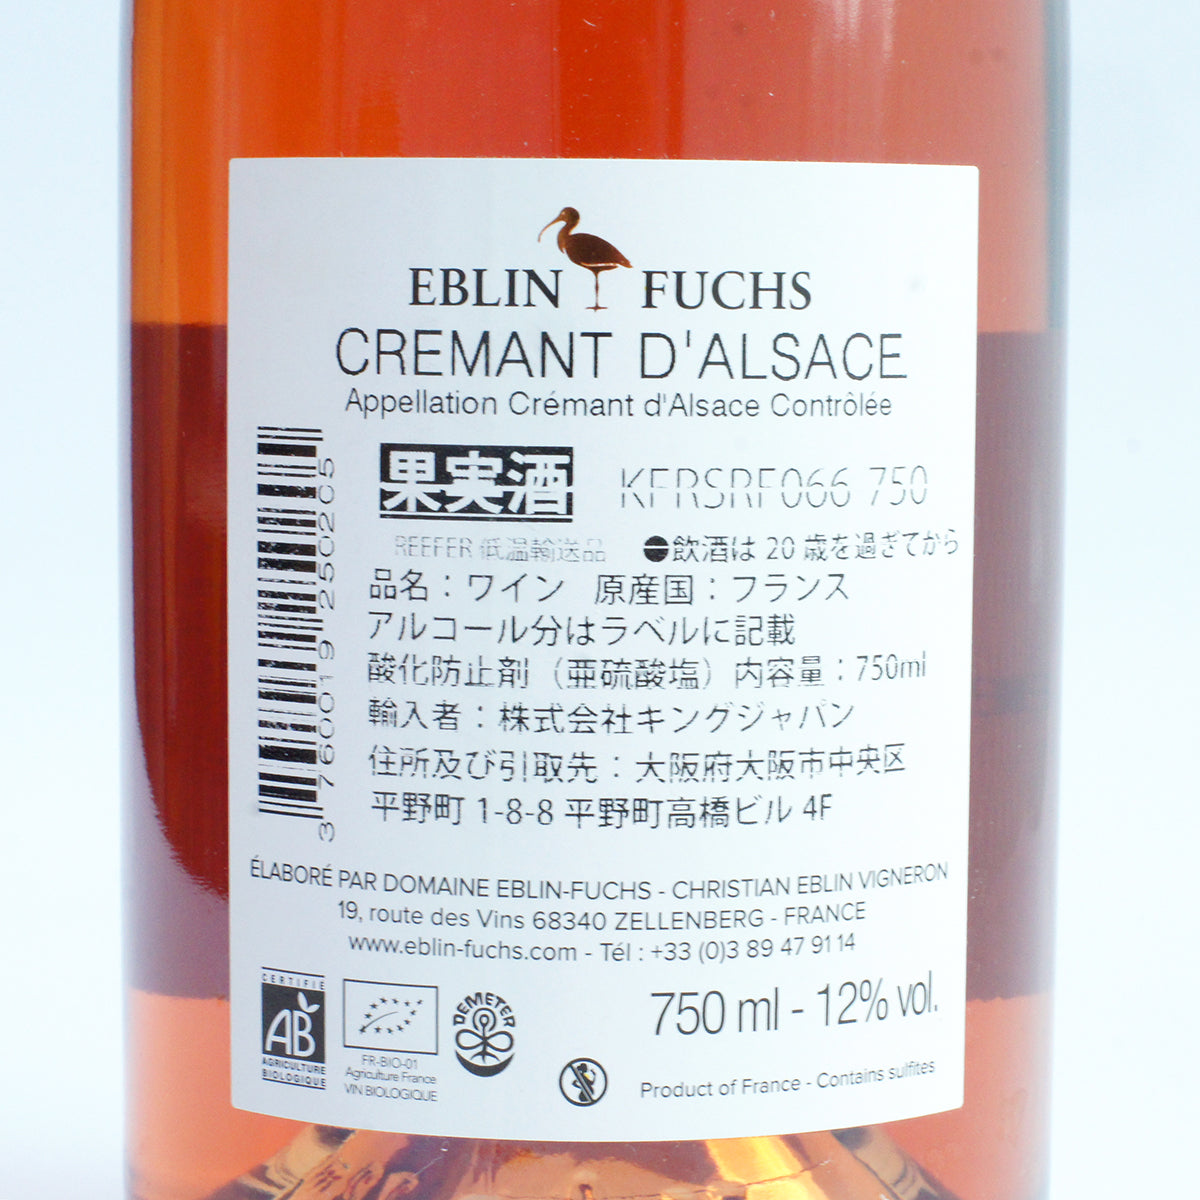 EBLIN FUCHS
CREMANT D'ALSACE
Appellation Crémant d'Alsace Contrôlée
果実酒 KFRSRF066 750
REEFER 低温輸送品 ●飲酒は 20 歳を過ぎてから
品名：ワイン 原産国：フランス
アルコール分はラベルに記載
酸化防止剤（亜硫酸塩）内容量：750ml
輸入者：株式会社キングジャパン
住所及び引取先：大阪府大阪市中央区
平野町 1-8-8 平野町高橋ビル 4F
3 760019 250205
ÉLABORÉ PAR DOMAINE EBLIN-FUCHS - CHRISTIAN EBLIN VIGNERON
19, route des Vins 68340 ZELLENBERG - FRANCE
www.eblin-fuchs.com - Tél : +33 (0)3 89 47 91 14
CERTIFIÉ
AB
AGRICULTURE
BIOLOGIQUE
FR-BIO-01
Agriculture France
VIN BIOLOGIQUE
DEMETER
750 ml - 12% vol.
Product of France - Contains sulfites